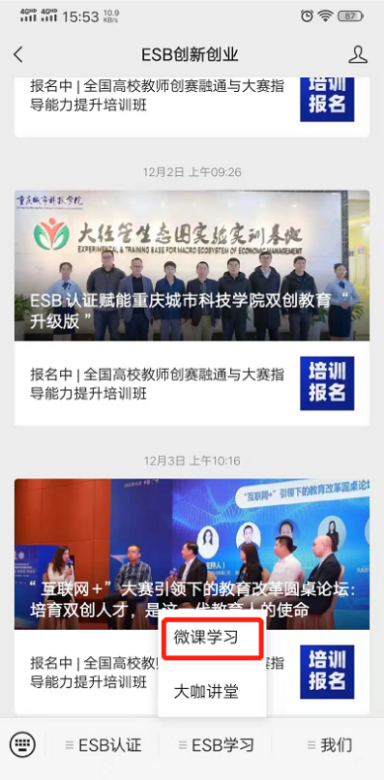 4G HD 4G HD 15:53 10.9 KB/s 87
ESB创新创业
报名中 | 全国高校教师创赛融通与大赛指
导能力提升培训班
培训
报名
12月2日 上午09:26
重庆城市科技学院
大经管生态圈实验实训基地
EXPERIMENTAL & TRAINING BASE FOR MACRO ECOSYSTEM OF ECONOMIC MANAGEMENT
ESB 认证赋能重庆城市科技学院双创教育 “
升级版 ”
报名中 | 全国高校教师创赛融通与大赛指
导能力提升培训班
培训
报名
12月3日 上午10:16
“互联网+”引领下的教育改革圆桌论坛
“ 互联网＋ ” 大赛引领下的教育改革圆桌论坛：
培育双创人才，是这一代教育人的使命
微课学习
大咖讲堂
报名中 | 全国高校教
指
导能力提升培训班
培训
报名
ESB认证
ESB学习
我们